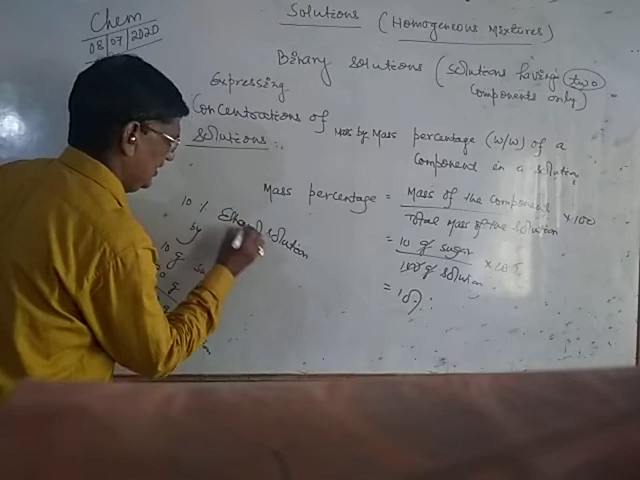 Chem
08/07/2020
Solutions (Homogeneous Mixtures)
Binary Solutions (Solutions having two
components only)
Expressing
Concentrations of
Solutions:
Mass by Mass percentage (w/w) of a
component in a solution
Mass percentage = Mass of the component × 100
Total Mass of the solution
= 10 g sugar × 100
100 g solution
= 10%
10 % Ethanol solution
by
10 g
g